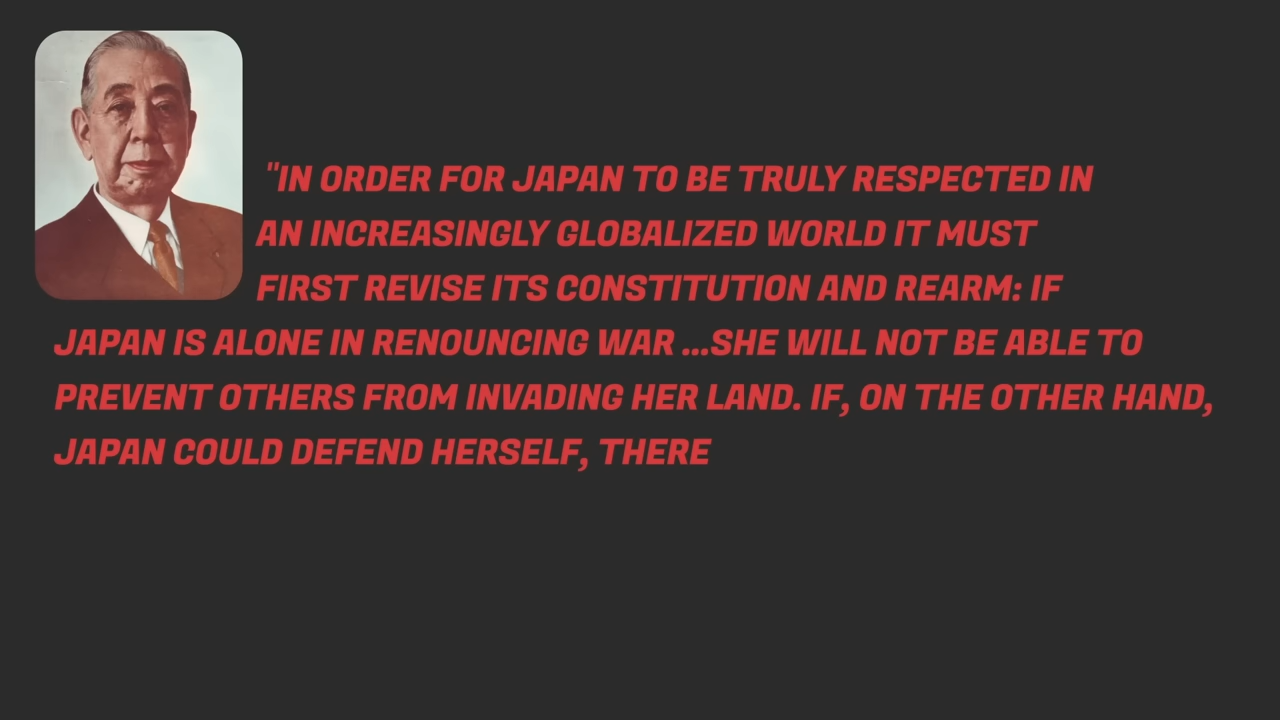 "IN ORDER FOR JAPAN TO BE TRULY RESPECTED IN
AN INCREASINGLY GLOBALIZED WORLD IT MUST
FIRST REVISE ITS CONSTITUTION AND REARM: IF
JAPAN IS ALONE IN RENOUNCING WAR ...SHE WILL NOT BE ABLE TO
PREVENT OTHERS FROM INVADING HER LAND. IF, ON THE OTHER HAND,
JAPAN COULD DEFEND HERSELF, THERE